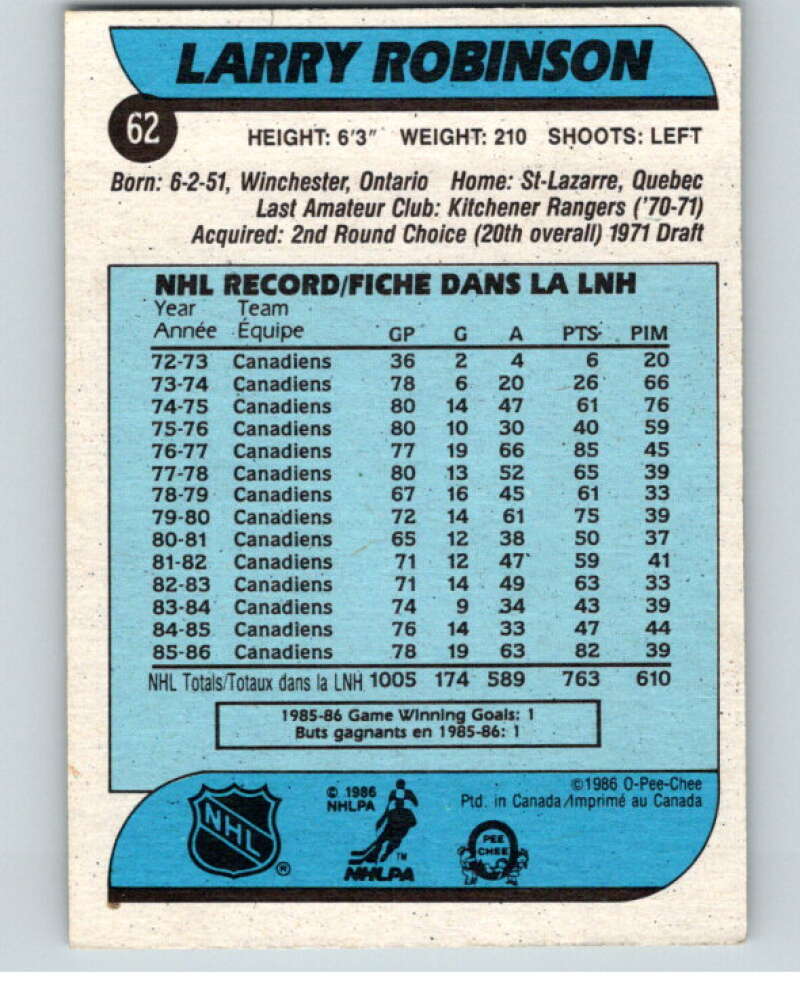 LARRY ROBINSON
62
HEIGHT: 6'3" WEIGHT: 210 SHOOTS: LEFT
Born: 6-2-51, Winchester, Ontario Home: St-Lazarre, Quebec
Last Amateur Club: Kitchener Rangers ('70-71)
Acquired: 2nd Round Choice (20th overall) 1971 Draft
NHL RECORD/FICHE DANS LA LNH
Year Team
Année Équipe GP G A PTS PIM
72-73 Canadiens 36 2 4 6 20
73-74 Canadiens 78 6 20 26 66
74-75 Canadiens 80 14 47 61 76
75-76 Canadiens 80 10 30 40 59
76-77 Canadiens 77 19 66 85 45
77-78 Canadiens 80 13 52 65 39
78-79 Canadiens 67 16 45 61 33
79-80 Canadiens 72 14 61 75 39
80-81 Canadiens 65 12 38 50 37
81-82 Canadiens 71 12 47 59 41
82-83 Canadiens 71 14 49 63 33
83-84 Canadiens 74 9 34 43 39
84-85 Canadiens 76 14 33 47 44
85-86 Canadiens 78 19 63 82 39
NHL Totals/Totaux dans la LNH 1005 174 589 763 610
1985-86 Game Winning Goals: 1
Buts gagnants en 1985-86: 1
©1986 O-Pee-Chee
Ptd. in Canada/Imprimé au Canada
© 1986
NHLPA
NHL ®
NHLPA ™
PEE
CHEE